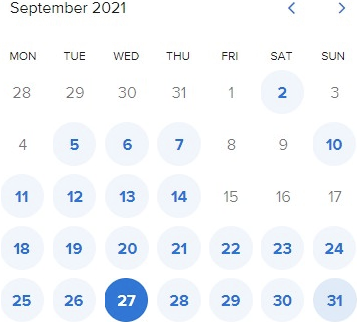 September 2021
MON TUE WED THU FRI SAT SUN
28 29 30 31 1 2 3
4 5 6 7 8 9 10
11 12 13 14 15 16 17
18 19 20 21 22 23 24
25 26 27 28 29 30 31